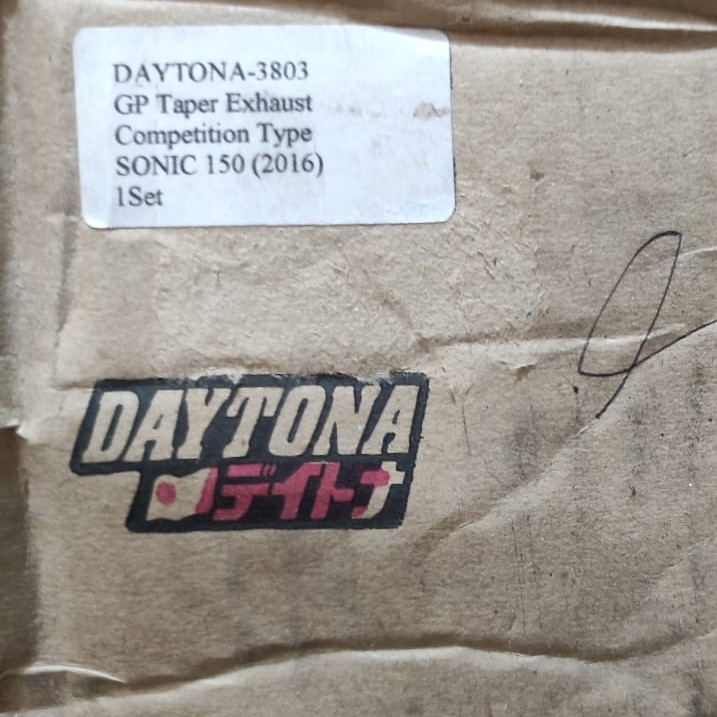 DAYTONA-3803
GP Taper Exhaust
Competition Type
SONIC 150 (2016)
1Set
DAYTONA
デイトナ